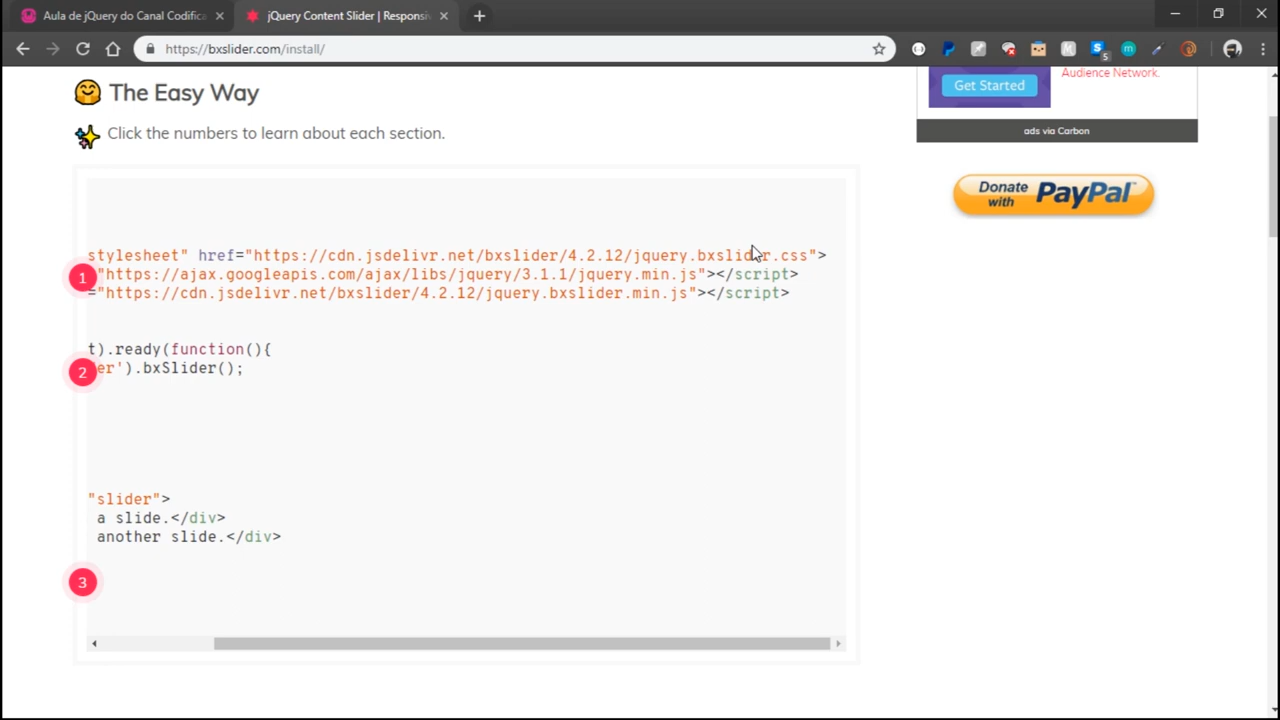 Aula de jQuery do Canal Codifica
jQuery Content Slider | Responsi
https://bxslider.com/install/
5
The Easy Way
Click the numbers to learn about each section.
Get Started
Audience Network.
ads via Carbon
Donate with PayPal
stylesheet" href="https://cdn.jsdelivr.net/bxslider/4.2.12/jquery.bxslider.css">
1
"https://ajax.googleapis.com/ajax/libs/jquery/3.1.1/jquery.min.js"></script>
="https://cdn.jsdelivr.net/bxslider/4.2.12/jquery.bxslider.min.js"></script>
t).ready(function(){
2
er').bxSlider();
"slider">
a slide.</div>
another slide.</div>
3